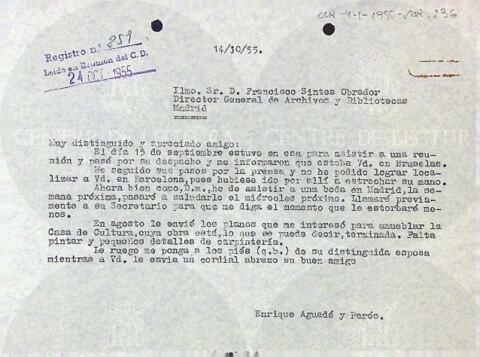 CCR-4-1-1955-COR, 236
Registro n.º 259
Leido en Reunión del C.D.
24 OCT 1955
14/10/55.
Ilmo. Sr. D. Francisco Sintes Obrador
Director General de Archivos y Bibliotecas
Madrid
Muy distinguido y apreciado amigo:
El día 15 de septiembre estuvo en esa para asistir a una reu-
nión y pasé por su despacho y me informaron que estaba Vd. en Bruselas.
He seguido sus pasos por la prensa y no he podido lograr loca-
lizar a Vd. en Barcelona, pues hubiese ido por allí a estrechar su mano.
Ahora bien como, D.m., he de asistir a una boda en Madrid, la se-
mana próxima, pasaré a saludarlo el miércoles próximo. Llamaré previa-
mente a su Secretario para que me diga el momento que le estorbaré me-
nos.
En agosto le envié los planos que me interesó para amueblar la
Casa de Cultura, cuya obra está, lo que se puede decir, terminada. Falta
pintar y pequeños detalles de carpintería.
Le ruego me ponga a los piés (q.b.) de su distinguida esposa
mientras a Vd. le envia un cordial abrazo su buen amigo
Enrique Aguadé y Parés.